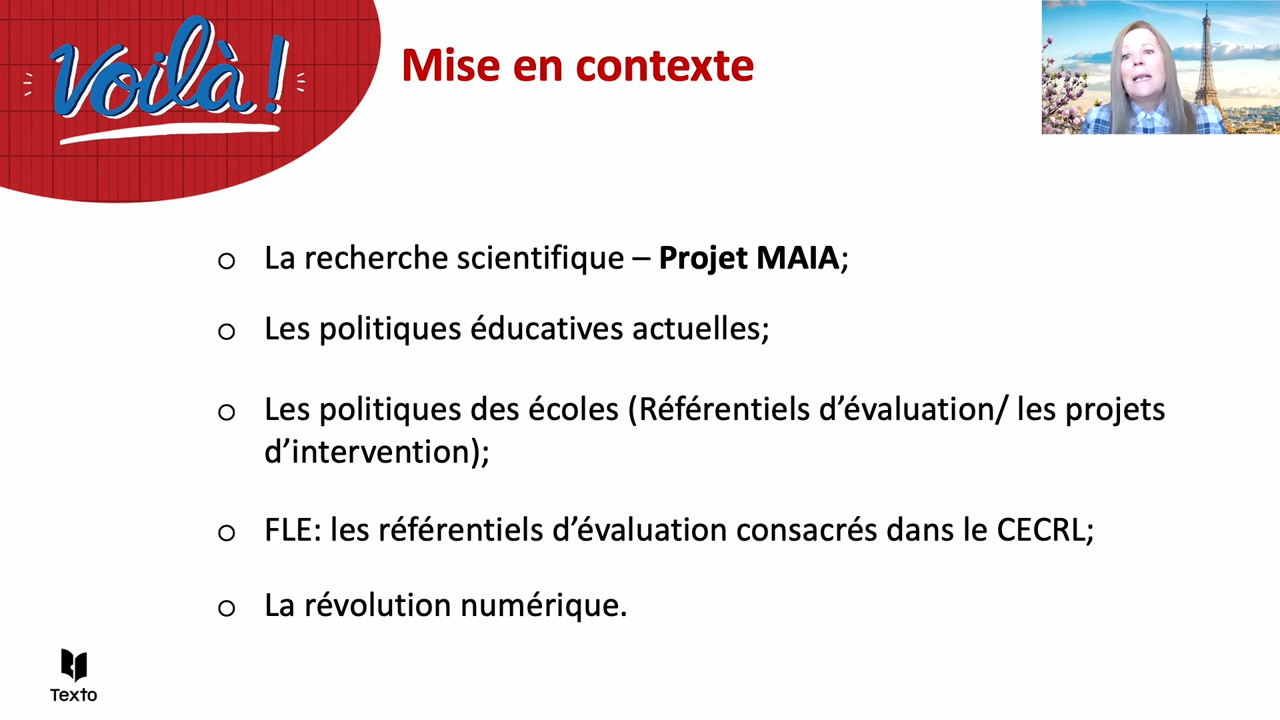 Voilà!
Mise en contexte
La recherche scientifique – Projet MAIA;
Les politiques éducatives actuelles;
Les politiques des écoles (Référentiels d’évaluation/ les projets
d’intervention);
FLE: les référentiels d’évaluation consacrés dans le CECRL;
La révolution numérique.
Texto